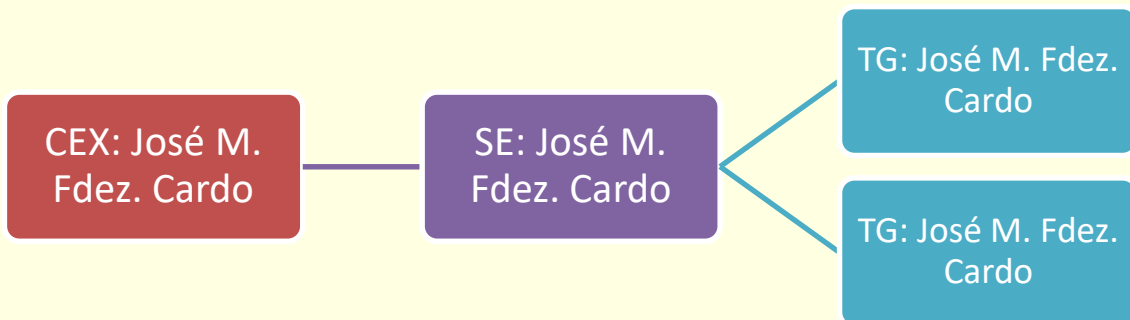 CEX: José M.
Fdez. Cardo
SE: José M.
Fdez. Cardo
TG: José M. Fdez.
Cardo
TG: José M. Fdez.
Cardo